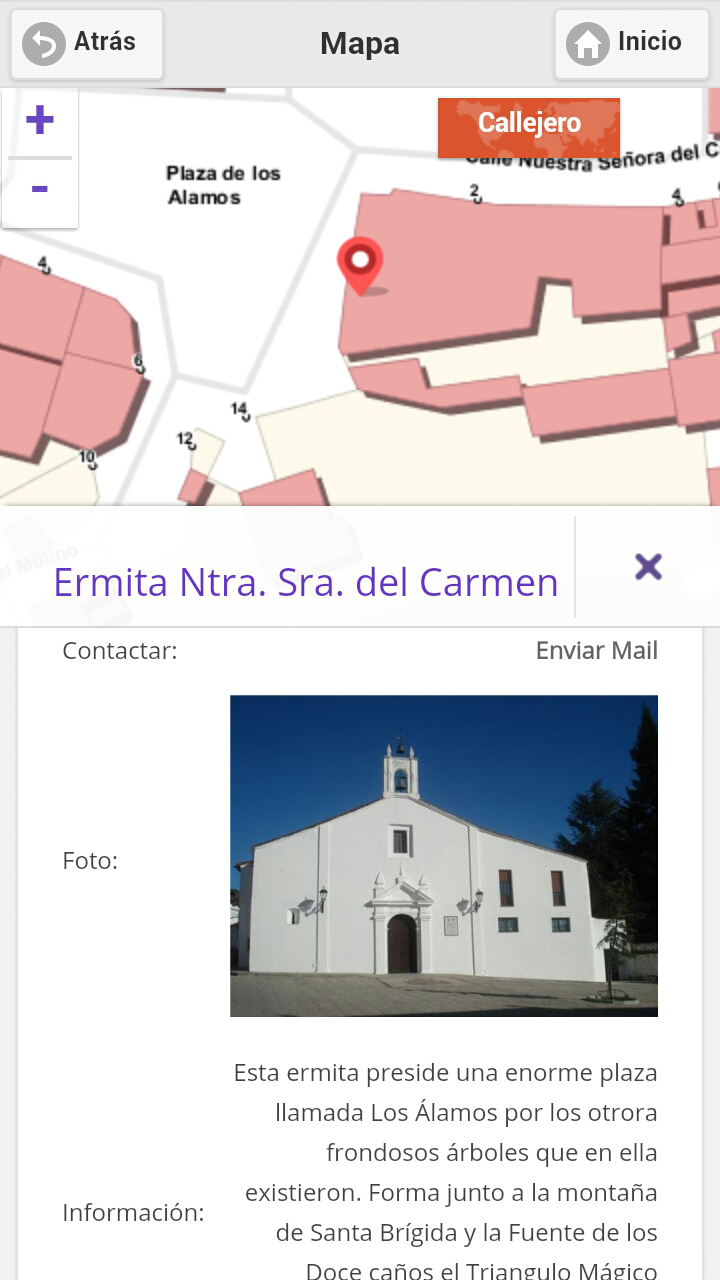 Atrás
Mapa
Inicio
+
-
Callejero
Calle Nuestra Señora del C
Plaza de los
Alamos
2
4
4
6
14
12
10
el Molino
Ermita Ntra. Sra. del Carmen
Contactar:
Enviar Mail
Foto:
Información:
Esta ermita preside una enorme plaza
llamada Los Álamos por los otrora
frondosos árboles que en ella
existieron. Forma junto a la montaña
de Santa Brígida y la Fuente de los
Doce caños el Triangulo Mágico